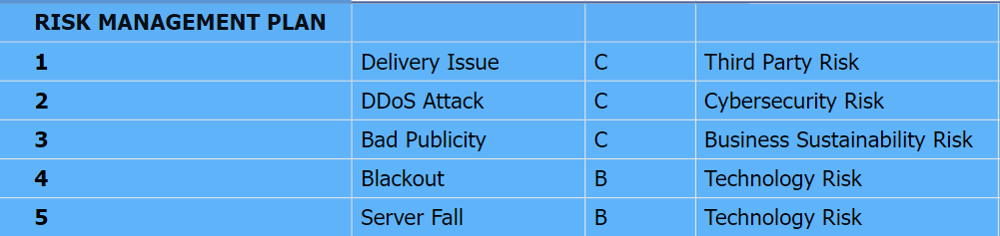 RISK MANAGEMENT PLAN
1 Delivery Issue C Third Party Risk
2 DDoS Attack C Cybersecurity Risk
3 Bad Publicity C Business Sustainability Risk
4 Blackout B Technology Risk
5 Server Fall B Technology Risk